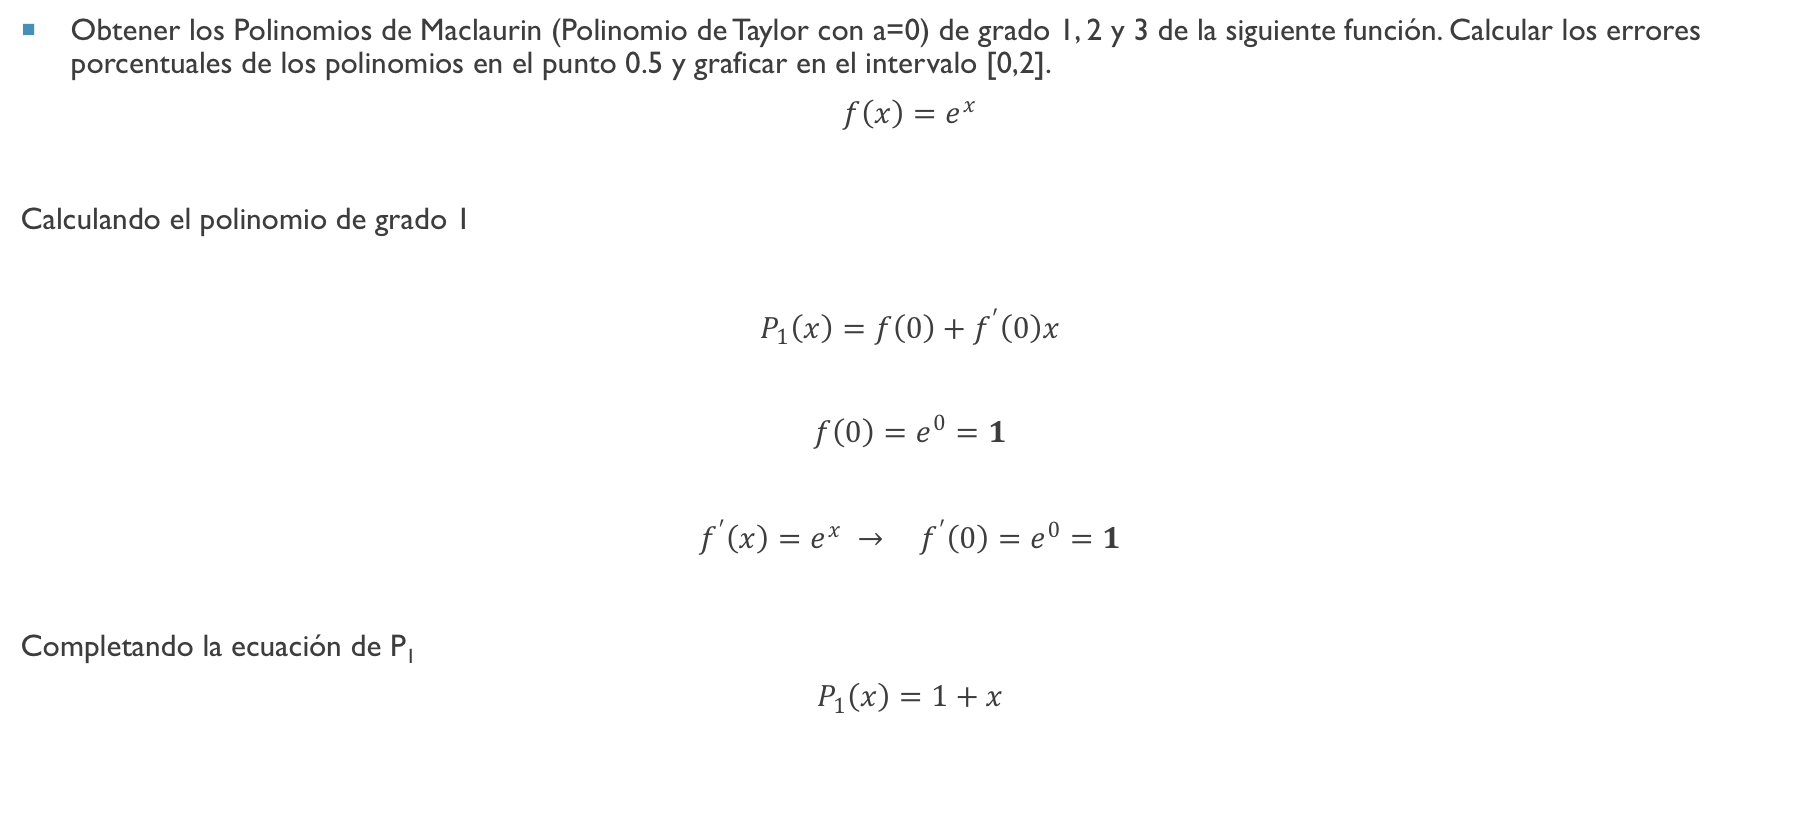 ▪ Obtener los Polinomios de Maclaurin (Polinomio de Taylor con a=0) de grado 1, 2 y 3 de la siguiente función. Calcular los errores
porcentuales de los polinomios en el punto 0.5 y graficar en el intervalo [0,2].
f(x) = eˣ
Calculando el polinomio de grado 1
P₁(x) = f(0) + f′(0)x
f(0) = e⁰ = 1
f′(x) = eˣ → f′(0) = e⁰ = 1
Completando la ecuación de P₁
P₁(x) = 1 + x